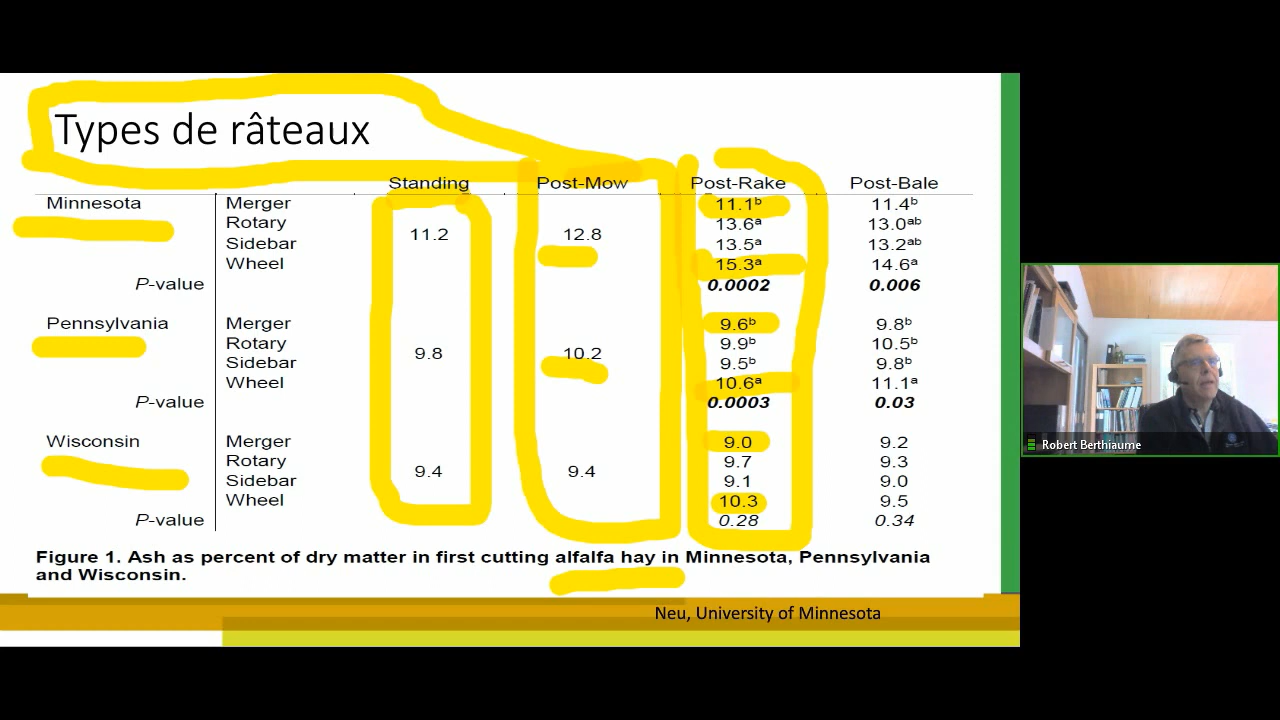 Types de râteaux
Standing Post-Mow Post-Rake Post-Bale
Minnesota Merger 11.1ᵇ 11.4ᵇ
Rotary 13.6ᵃ 13.0ᵃᵇ
11.2 12.8
Sidebar 13.5ᵃ 13.2ᵃᵇ
Wheel 15.3ᵃ 14.6ᵃ
P-value 0.0002 0.006
Pennsylvania Merger 9.6ᵇ 9.8ᵇ
Rotary 9.9ᵇ 10.5ᵇ
9.8 10.2
Sidebar 9.5ᵇ 9.8ᵇ
Wheel 10.6ᵃ 11.1ᵃ
P-value 0.0003 0.03
Wisconsin Merger 9.0 9.2
Rotary 9.7 9.3
9.4 9.4
Sidebar 9.1 9.0
Wheel 10.3 9.5
P-value 0.28 0.34
Figure 1. Ash as percent of dry matter in first cutting alfalfa hay in Minnesota, Pennsylvania
and Wisconsin.
Neu, University of Minnesota
Robert Berthiaume